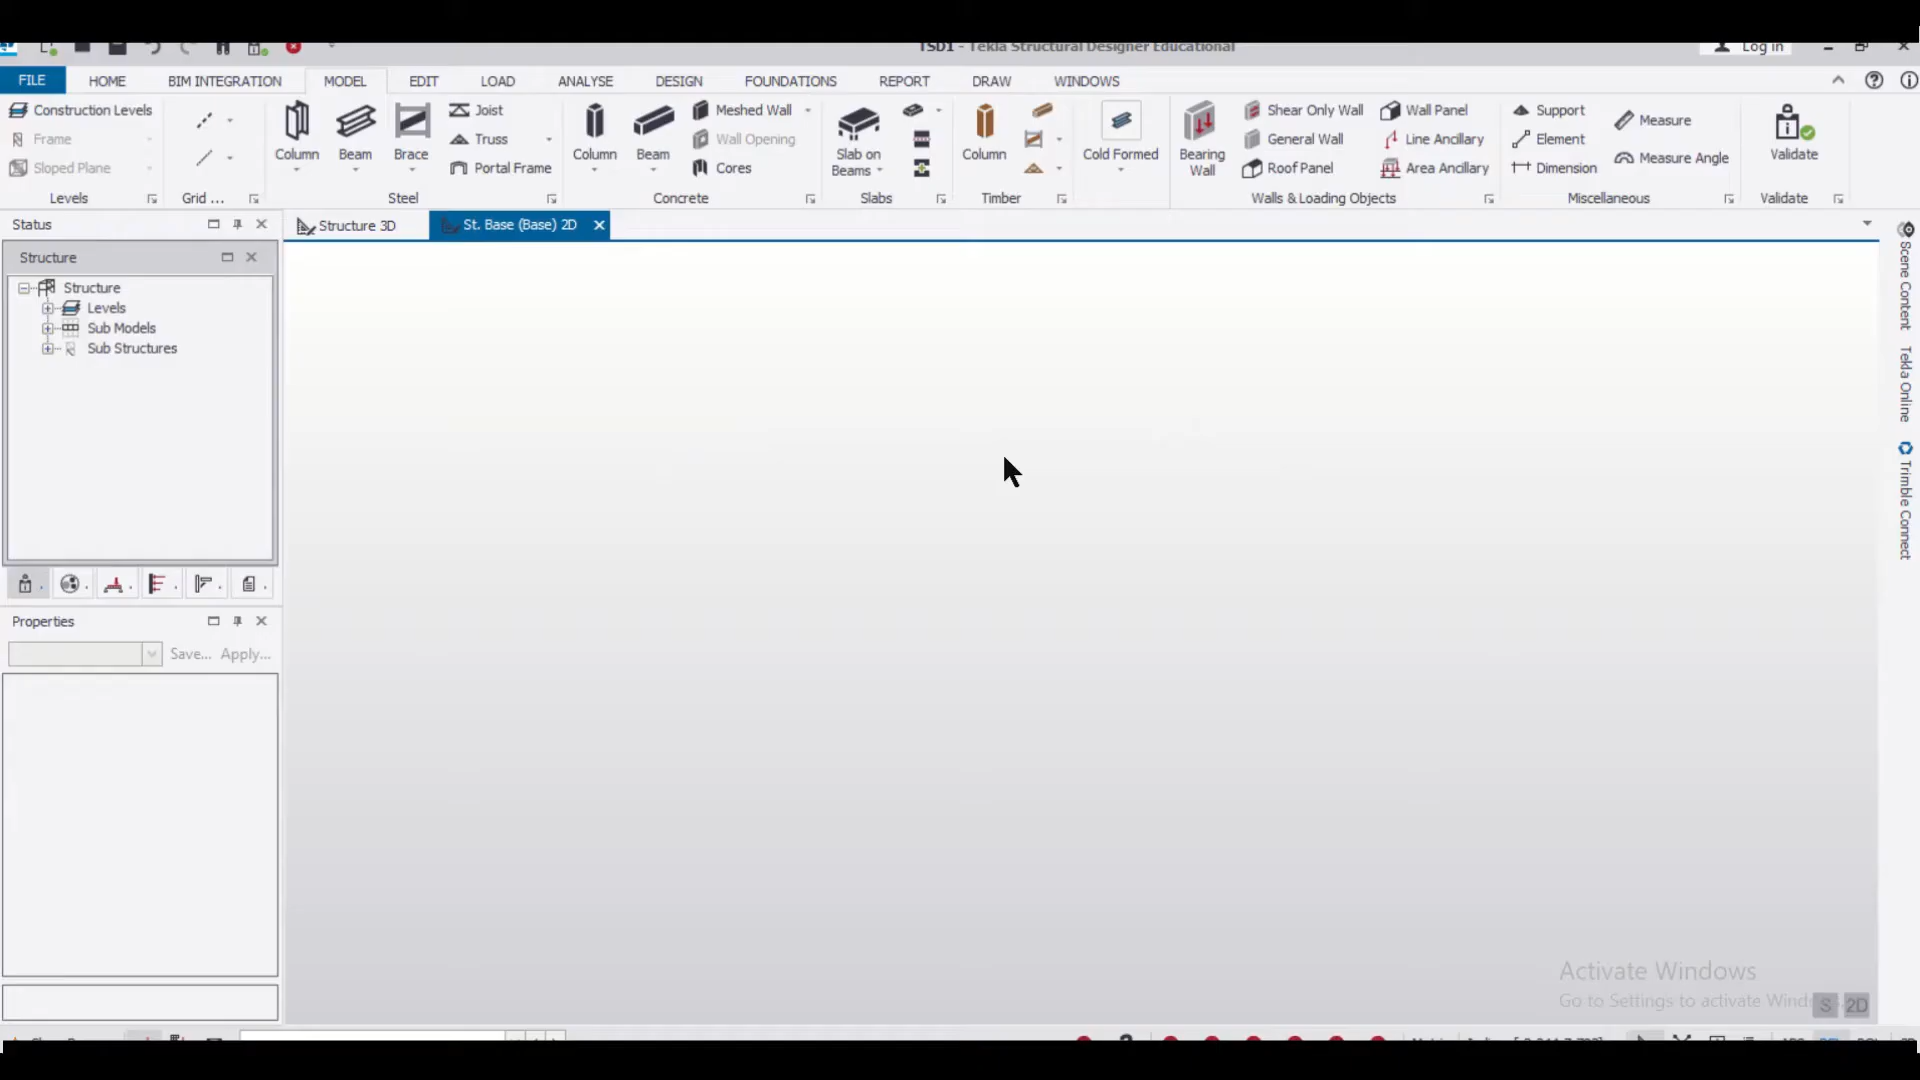 TSD1 - Tekla Structural Designer Educational
Log in
FILE HOME BIM INTEGRATION MODEL EDIT LOAD ANALYSE DESIGN FOUNDATIONS REPORT DRAW WINDOWS
Construction Levels
Frame
Sloped Plane
Levels
Grid ...
Column
Beam
Brace
Joist
Truss
Portal Frame
Steel
Column
Beam
Meshed Wall
Wall Opening
Cores
Concrete
Slab on
Beams
Slabs
Column
Timber
Cold Formed
Bearing
Wall
Shear Only Wall
General Wall
Roof Panel
Wall Panel
Line Ancillary
Area Ancillary
Walls & Loading Objects
Support
Element
Dimension
Measure
Measure Angle
Miscellaneous
Validate
Validate
Status
Structure 3D
St. Base (Base) 2D
Structure
Structure
Levels
Sub Models
Sub Structures
Properties
Save... Apply...
Scene Content
Tekla Online
Trimble Connect
Activate Windows
Go to Settings to activate
S 2D